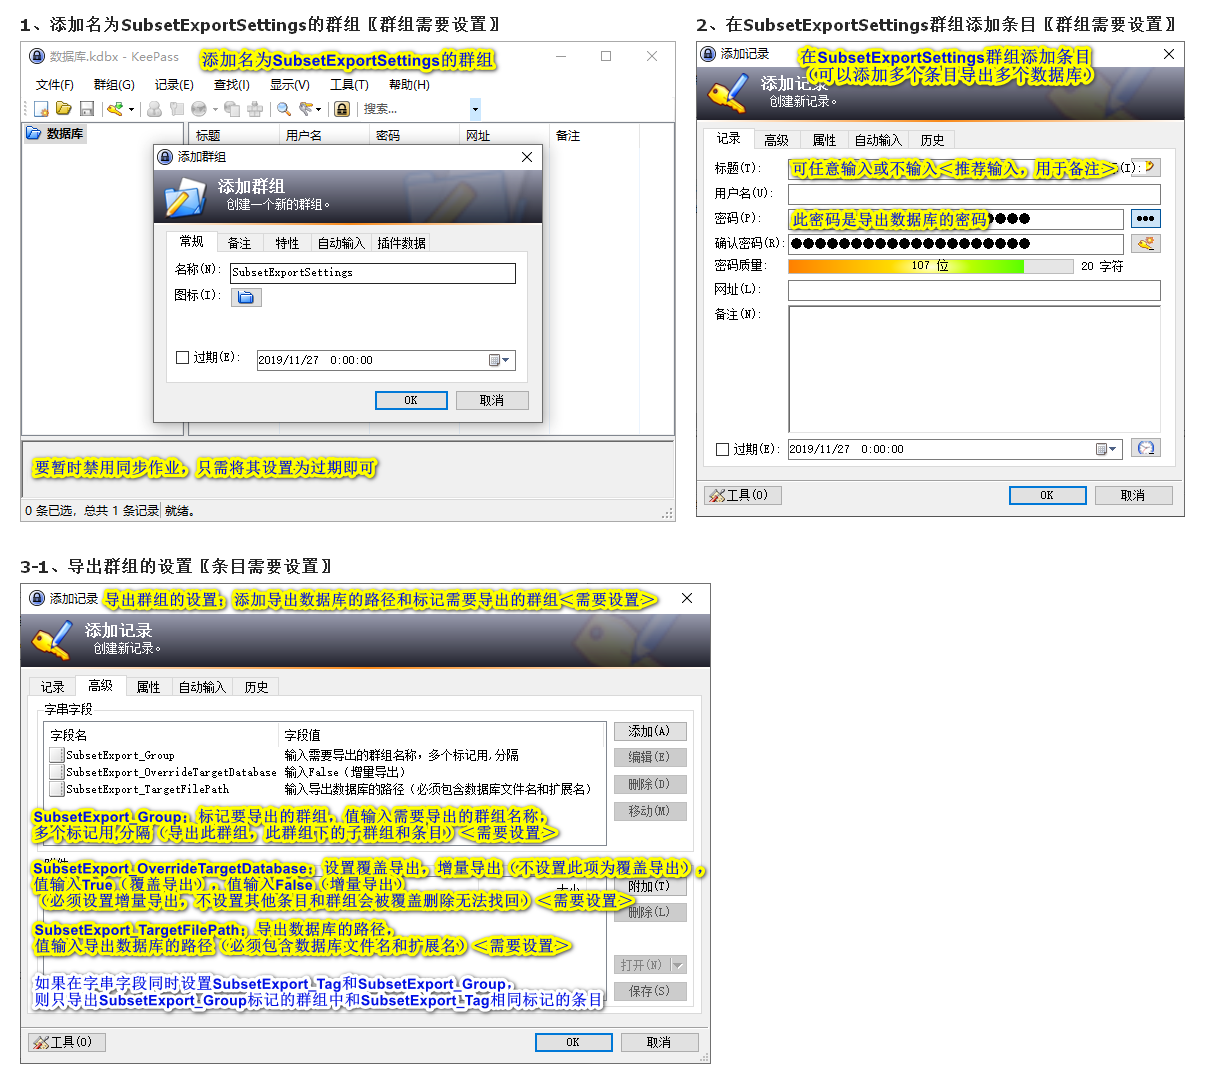 1、添加名为SubsetExportSettings的群组〖群组需要设置〗
数据库.kdbx - KeePass
添加名为SubsetExportSettings的群组
文件(F) 群组(G) 记录(E) 查找(I) 显示(V) 工具(T) 帮助(H)
搜索...
数据库
标题 用户名 密码 网址 备注
添加群组
添加群组
创建一个新的群组。
常规 备注 特性 自动输入 插件数据
名称(N): SubsetExportSettings
图标(I):
过期(E): 2019/11/27 0:00:00
OK 取消
要暂时禁用同步作业，只需将其设置为过期即可
0 条已选，总共 1 条记录 就绪。
2、在SubsetExportSettings群组添加条目〖群组需要设置〗
添加记录
在SubsetExportSettings群组添加条目
（可以添加多个条目导出多个数据库）
添加记录
创建新记录。
记录 高级 属性 自动输入 历史
标题(T): 可任意输入或不输入＜推荐输入，用于备注＞ (I):
用户名(U):
密码(P): 此密码是导出数据库的密码●●●●
确认密码(R): ●●●●●●●●●●●●●●●●●●●●
密码质量: 107 位 20 字符
网址(L):
备注(N):
过期(E): 2019/11/27 0:00:00
工具(O) OK 取消
3-1、导出群组的设置〖条目需要设置〗
添加记录 导出群组的设置；添加导出数据库的路径和标记需要导出的群组＜需要设置＞
添加记录
创建新记录。
记录 高级 属性 自动输入 历史
字串字段
字段名 字段值
SubsetExport_Group 输入需要导出的群组名称，多个标记用,分隔
SubsetExport_OverrideTargetDatabase 输入False（增量导出）
SubsetExport_TargetFilePath 输入导出数据库的路径（必须包含数据库文件名和扩展名）
添加(A)
编辑(E)
删除(D)
移动(M)
SubsetExport_Group；标记要导出的群组，值输入需要导出的群组名称，
多个标记用,分隔（导出此群组，此群组下的子群组和条目）＜需要设置＞
SubsetExport_OverrideTargetDatabase；设置覆盖导出，增量导出（不设置此项为覆盖导出），
值输入True（覆盖导出），值输入False（增量导出）
（必须设置增量导出，不设置其他条目和群组会被覆盖删除无法找回）＜需要设置＞
附加(T)
删除(L)
SubsetExport_TargetFilePath；导出数据库的路径，
值输入导出数据库的路径（必须包含数据库文件名和扩展名）＜需要设置＞
打开(N)
保存(S)
如果在字串字段同时设置SubsetExport_Tag和SubsetExport_Group，
则只导出SubsetExport_Group标记的群组中和SubsetExport_Tag相同标记的条目
工具(O) OK 取消